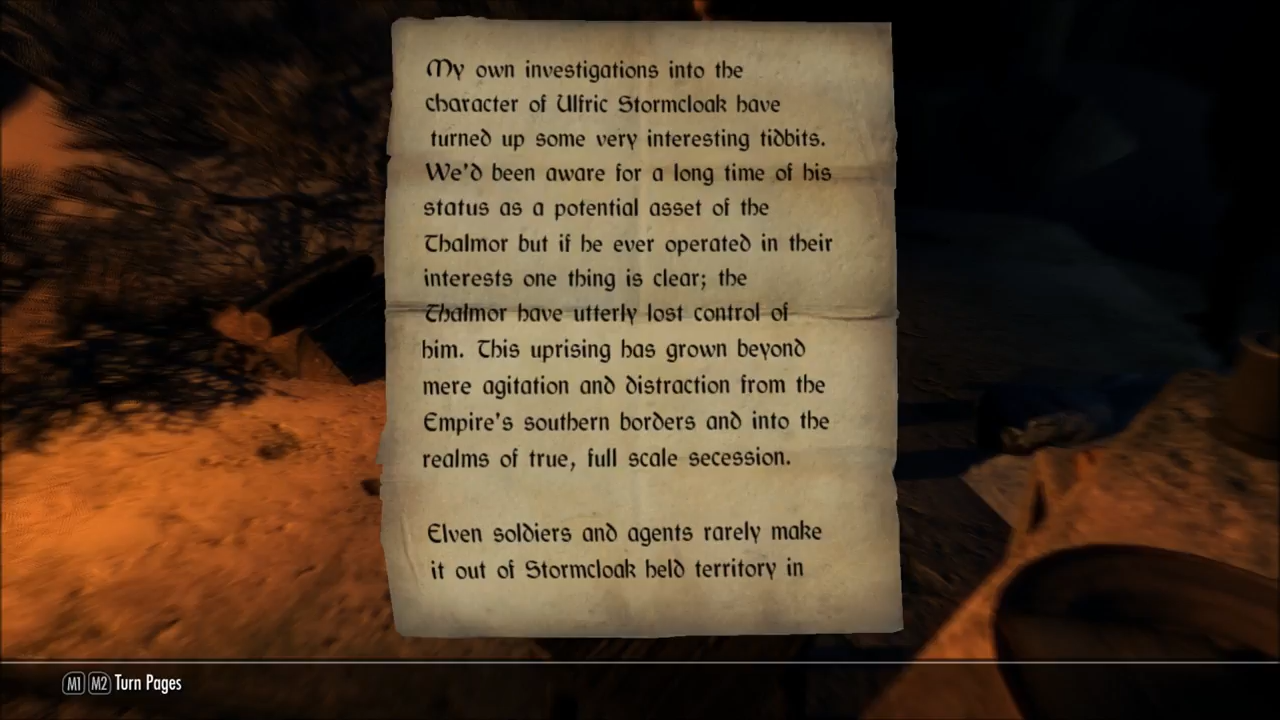 My own investigations into the
character of Ulfric Stormcloak have
turned up some very interesting tidbits.
We'd been aware for a long time of his
status as a potential asset of the
Thalmor but if he ever operated in their
interests one thing is clear; the
Thalmor have utterly lost control of
him. This uprising has grown beyond
mere agitation and distraction from the
Empire's southern borders and into the
realms of true, full scale secession.
Elven soldiers and agents rarely make
it out of Stormcloak held territory in
M1 M2 Turn Pages